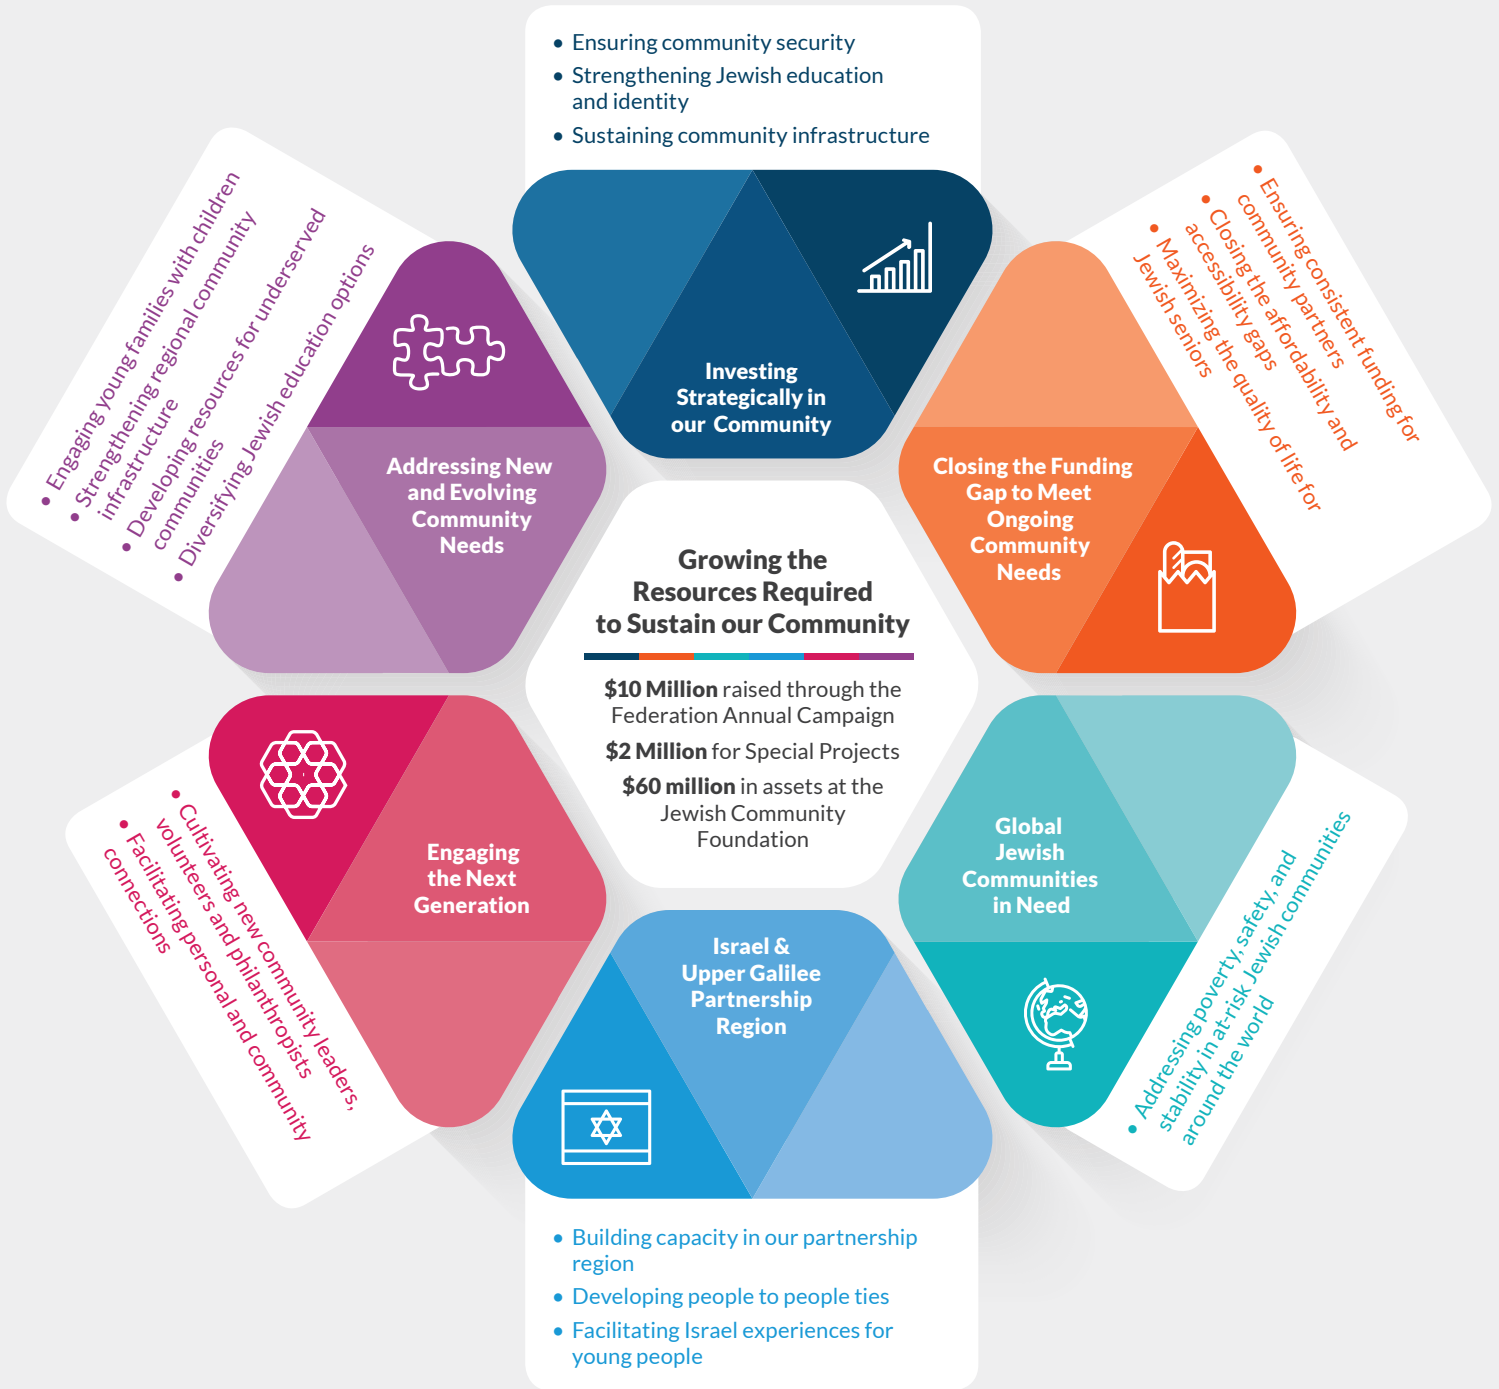 • Ensuring community security
• Strengthening Jewish education
and identity
• Sustaining community infrastructure
Investing
Strategically in
our Community
• Ensuring consistent funding for
community partners
• Closing the affordability and
accessibility gaps
• Maximizing the quality of life for
Jewish seniors
Closing the Funding
Gap to Meet
Ongoing
Community
Needs
• Addressing poverty, safety, and
stability in at-risk Jewish communities
around the world
Global
Jewish
Communities
in Need
Israel &
Upper Galilee
Partnership
Region
• Building capacity in our partnership
region
• Developing people to people ties
• Facilitating Israel experiences for
young people
Engaging
the Next
Generation
• Cultivating new community leaders,
volunteers and philanthropists
• Facilitating personal and community
connections
• Engaging young families with children
• Strengthening regional community
infrastructure
• Developing resources for underserved
communities
• Diversifying Jewish education options
Addressing New
and Evolving
Community
Needs
Growing the
Resources Required
to Sustain our Community
$10 Million raised through the
Federation Annual Campaign
$2 Million for Special Projects
$60 million in assets at the
Jewish Community
Foundation